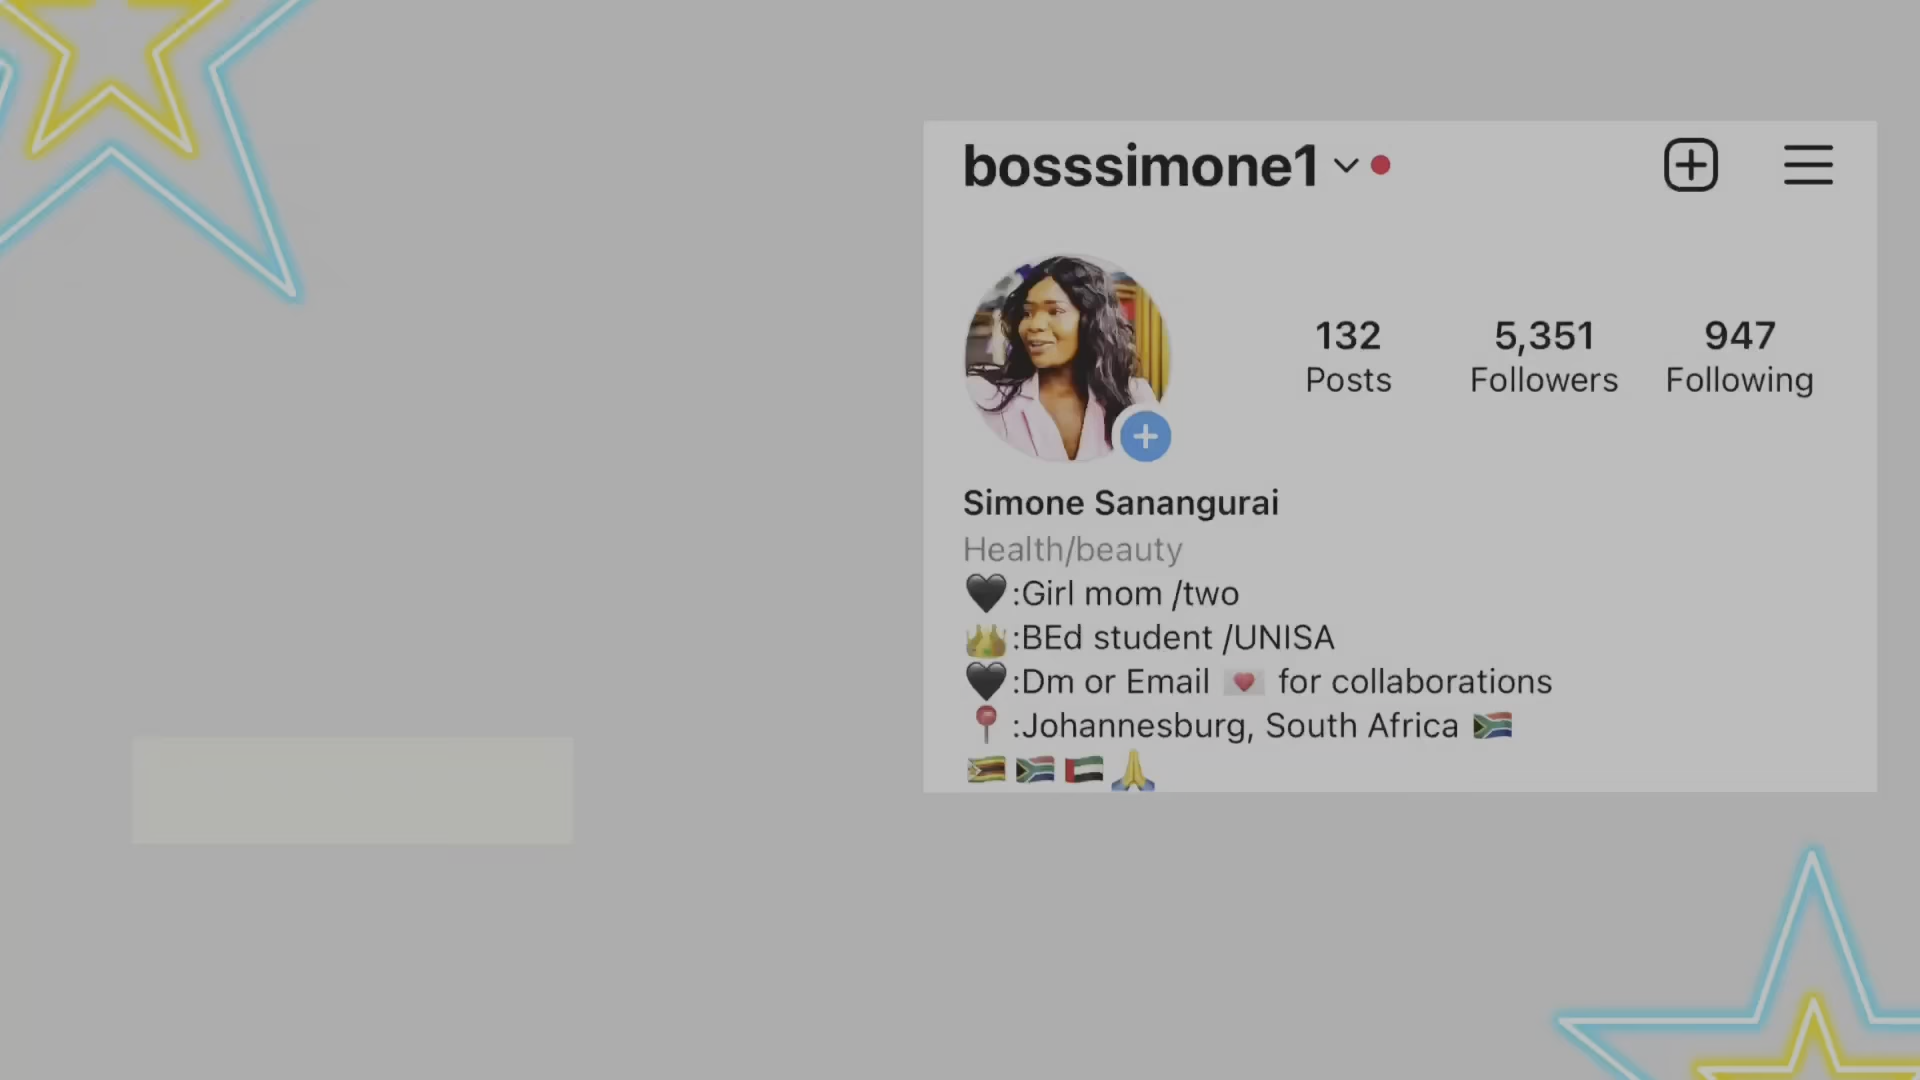 bosssimone1
132 5,351 947
Posts Followers Following
Simone Sanangurai
Health/beauty
🖤:Girl mom /two
👑:BEd student /UNISA
🖤:Dm or Email 💌 for collaborations
📍:Johannesburg, South Africa 🇿🇦
🇿🇼🇿🇦🇦🇪🙏